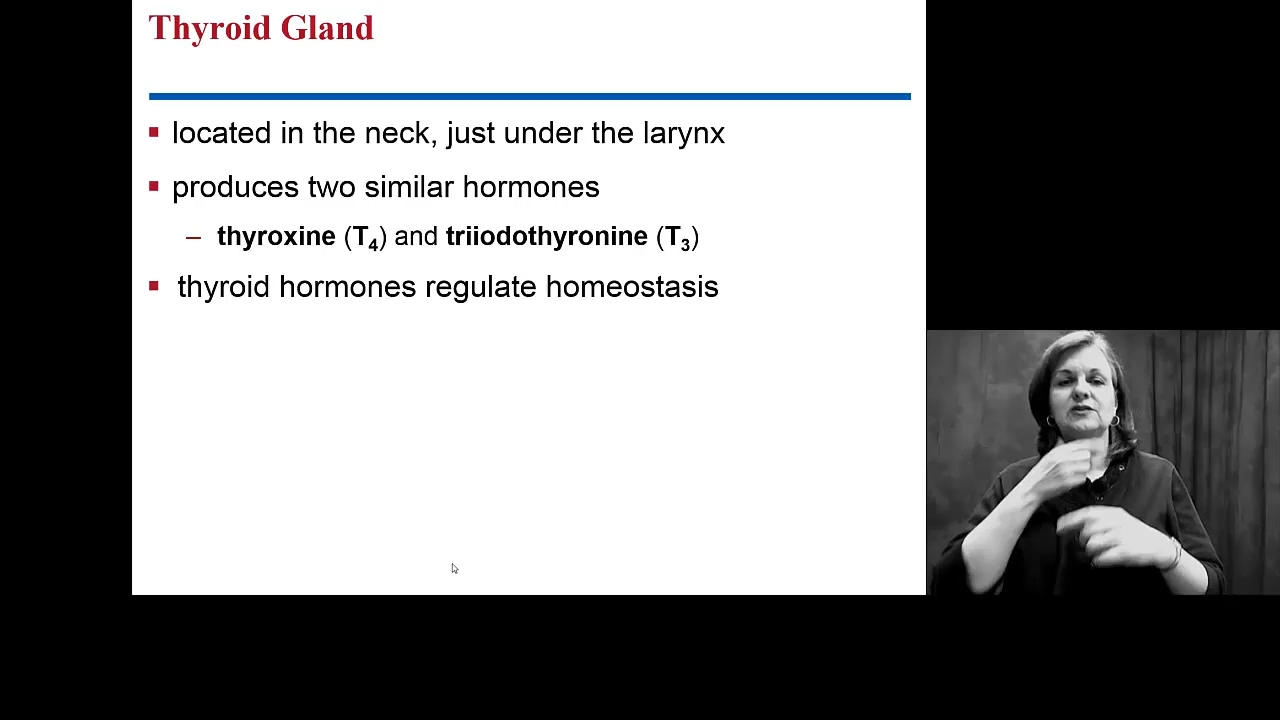 Thyroid Gland
▪ located in the neck, just under the larynx
▪ produces two similar hormones
– thyroxine (T₄) and triiodothyronine (T₃)
▪ thyroid hormones regulate homeostasis